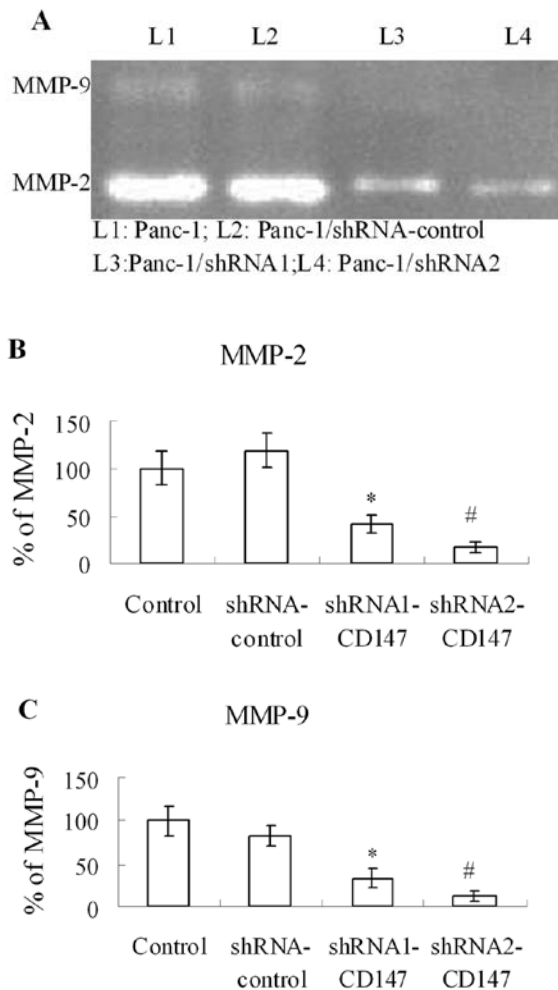 A
L1 L2 L3 L4
MMP-9
MMP-2
L1: Panc-1; L2: Panc-1/shRNA-control
L3:Panc-1/shRNA1;L4: Panc-1/shRNA2
B
MMP-2
% of MMP-2
150
100
50
0
*
#
Control shRNA- shRNA1- shRNA2-
control CD147 CD147
C
MMP-9
% of MMP-9
150
100
50
0
*
#
Control shRNA- shRNA1- shRNA2-
control CD147 CD147